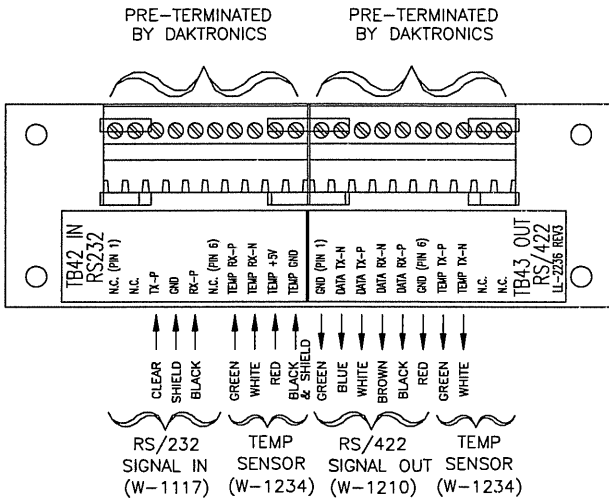 PRE-TERMINATED
BY DAKTRONICS
PRE-TERMINATED
BY DAKTRONICS
TB42 IN
RS232
N.C. (PIN 1)
N.C.
TX-P
GND
RX-P
N.C. (PIN 6)
TEMP RX-P
TEMP RX-N
TEMP +5V
TEMP GND
GND (PIN 1)
DATA TX-N
DATA TX-P
DATA RX-N
DATA RX-P
GND (PIN 6)
TEMP TX-P
TEMP TX-N
N.C.
N.C.
TB43 OUT
RS/422
LL-2236 REV3
CLEAR
SHIELD
BLACK
GREEN
WHITE
RED
BLACK
& SHIELD
GREEN
BLUE
WHITE
BROWN
BLACK
RED
GREEN
WHITE
RS/232
SIGNAL IN
(W-1117)
TEMP
SENSOR
(W-1234)
RS/422
SIGNAL OUT
(W-1210)
TEMP
SENSOR
(W-1234)